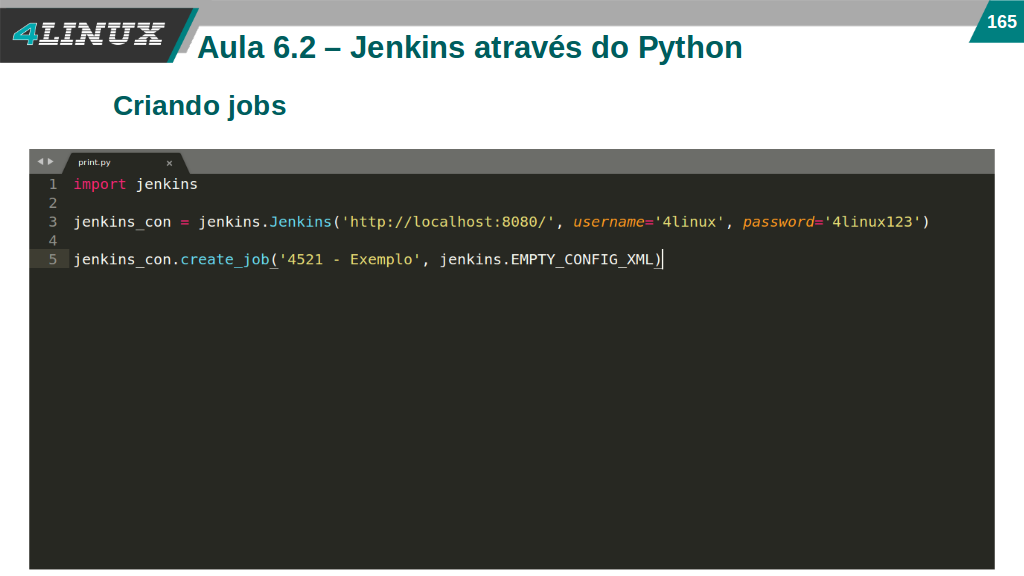 4LINUX
165
Aula 6.2 – Jenkins através do Python
Criando jobs
print.py ×
1 import jenkins
2
3 jenkins_con = jenkins.Jenkins('http://localhost:8080/', username='4linux', password='4linux123')
4
5 jenkins_con.create_job('4521 - Exemplo', jenkins.EMPTY_CONFIG_XML)